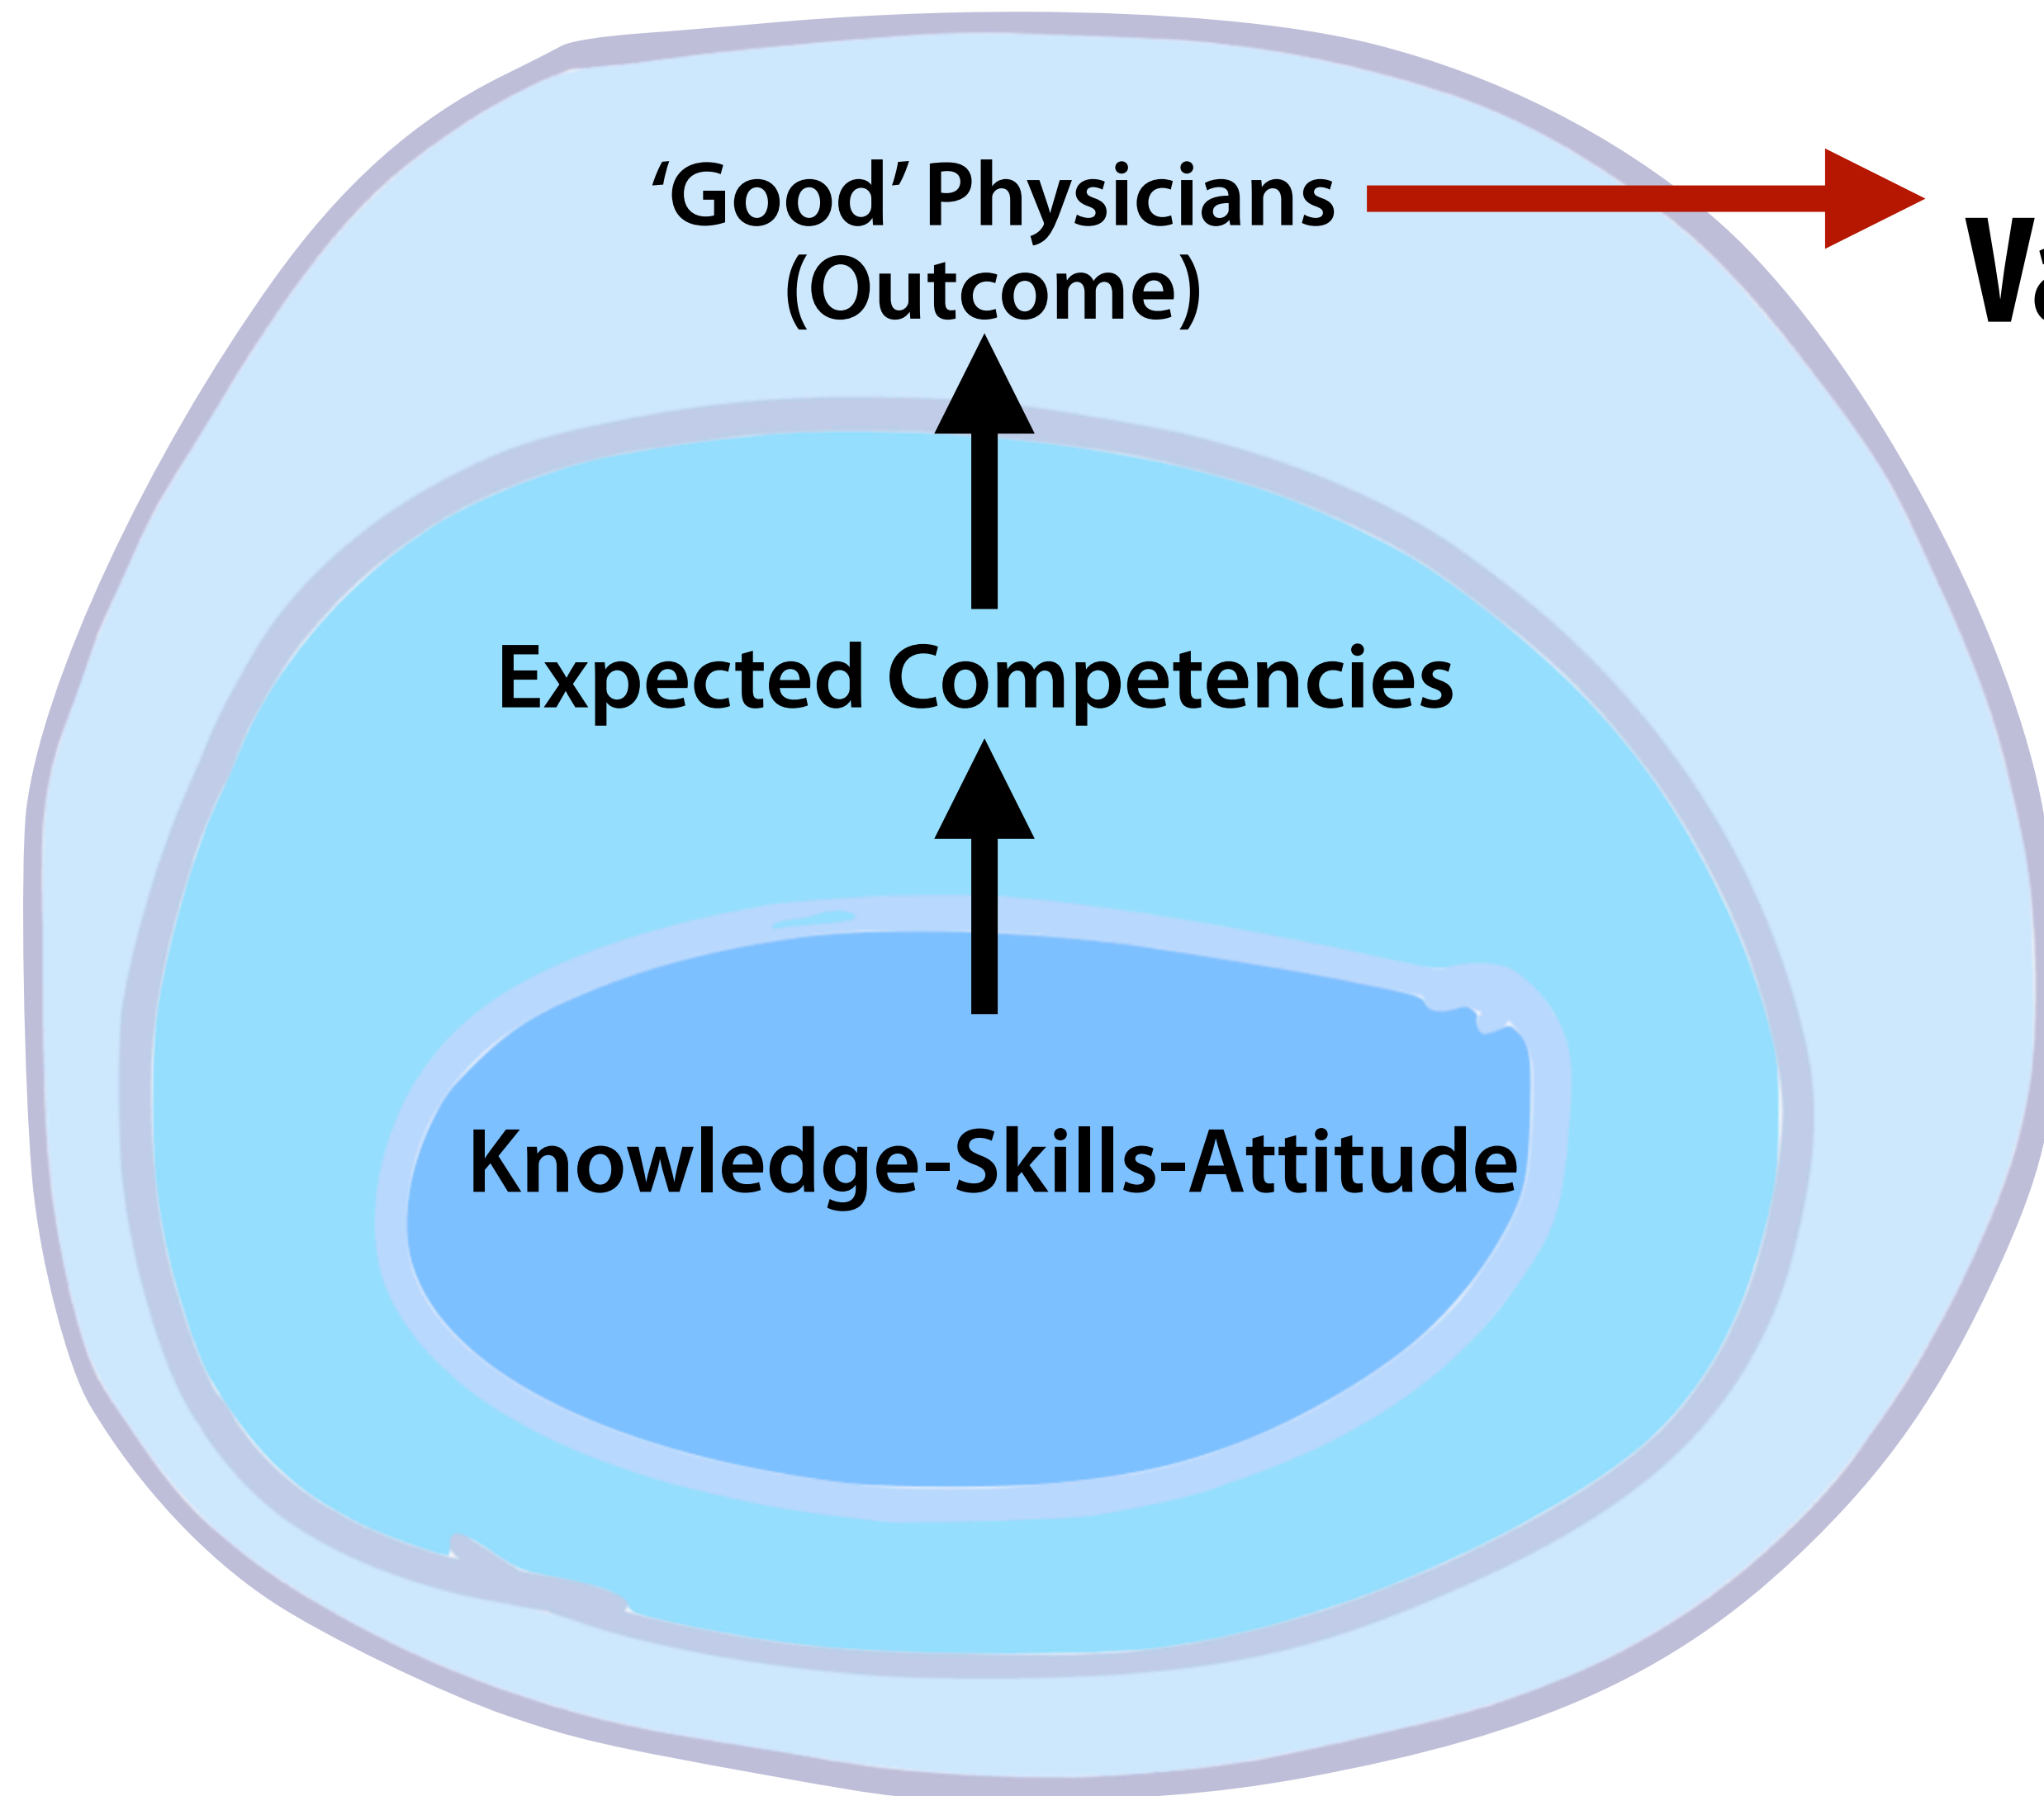 ‘Good’ Physicians
(Outcome)
Expected Competencies
Knowledge-Skills-Attitude